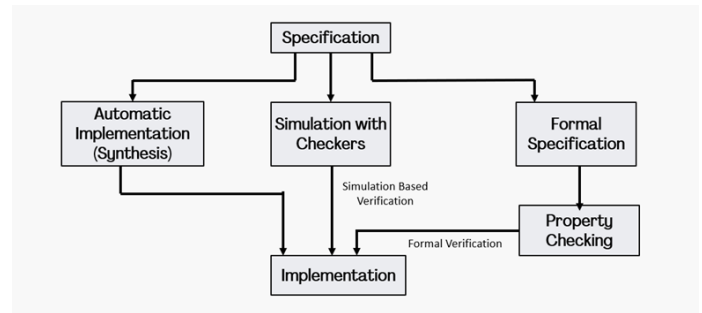 Specification
Automatic
Implementation
(Synthesis)
Simulation with
Checkers
Formal
Specification
Simulation Based
Verification
Property
Checking
Formal Verification
Implementation